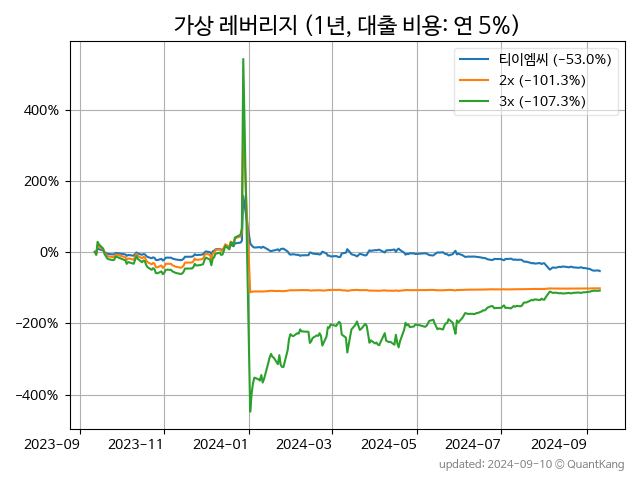 가상 레버리지 (1년, 대출 비용: 연 5%)
티이엠씨 (-53.0%)
2x (-101.3%)
3x (-107.3%)
400%
200%
0%
-200%
-400%
2023-09 2023-11 2024-01 2024-03 2024-05 2024-07 2024-09
updated: 2024-09-10 © QuantKang